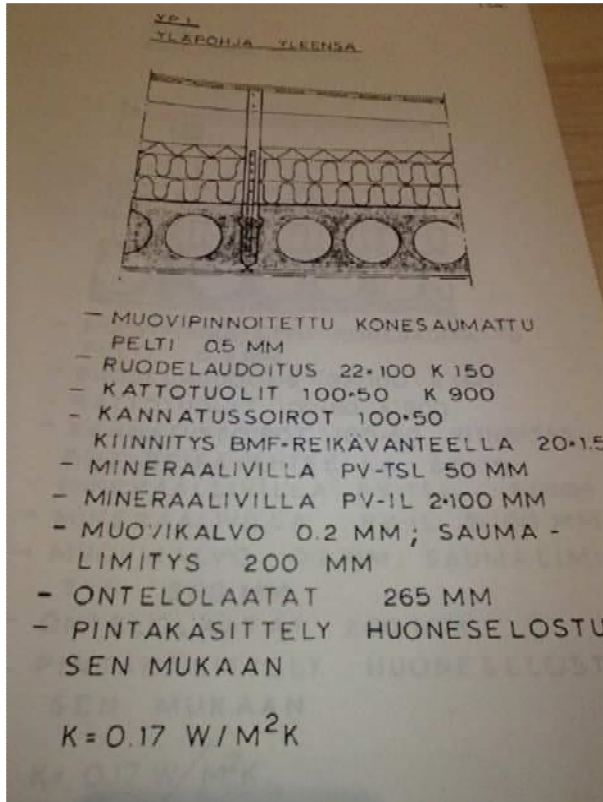 YP1
YLÄPOHJA YLEENSÄ
- MUOVIPINNOITETTU KONESAUMATTU
PELTI 0.5 MM
- RUODELAUDOITUS 22·100 K 150
- KATTOTUOLIT 100·50 K 900
- KANNATUSSOIROT 100·50
KIINNITYS BMF-REIKÄVANTEELLA 20·1.5
- MINERAALIVILLA PV-TSL 50 MM
- MINERAALIVILLA PV-IL 2·100 MM
- MUOVIKALVO 0.2 MM; SAUMA-
LIMITYS 200 MM
- ONTELOLAATAT 265 MM
- PINTAKASITTELY HUONESELOSTU
SEN MUKAAN
K=0.17 W/M²K